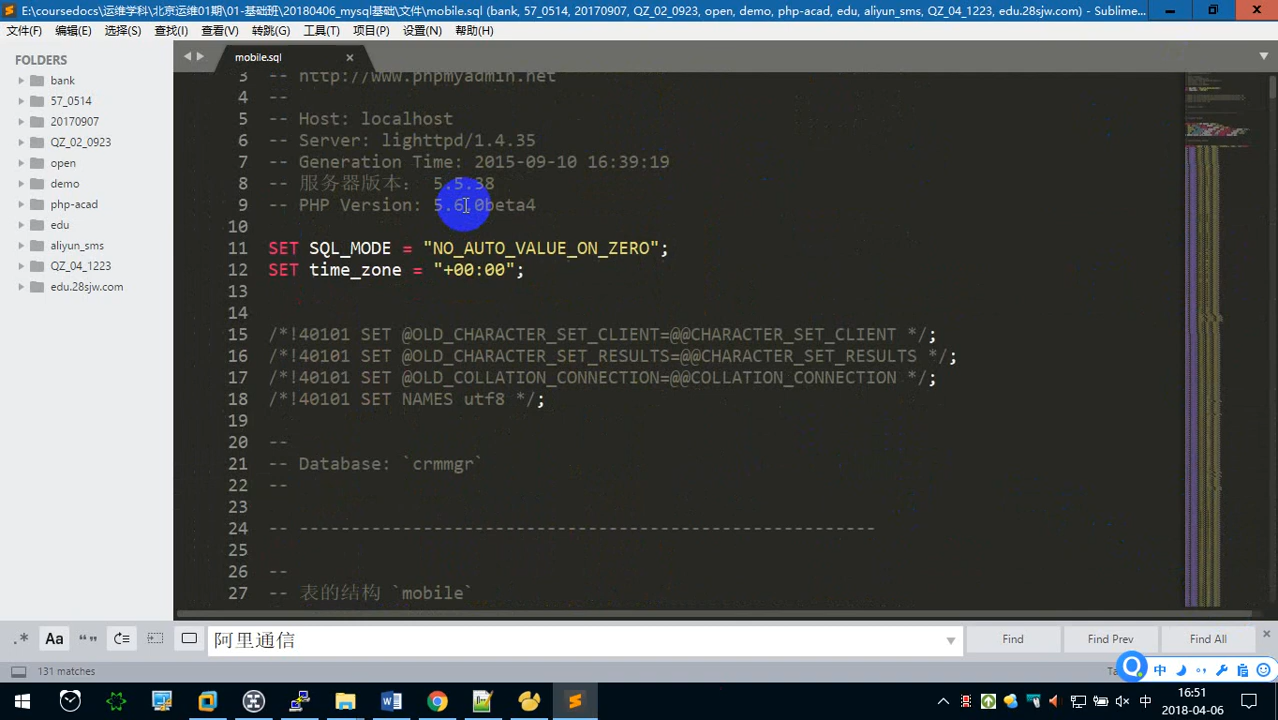 E:\coursedocs\运维学科\北京运维01期\01-基础班\20180406_mysql基础\文件\mobile.sql (bank, 57_0514, 20170907, QZ_02_0923, open, demo, php-acad, edu, aliyun_sms, QZ_04_1223, edu.28sjw.com) - Sublime...
文件(F) 编辑(E) 选择(S) 查找(I) 查看(V) 转跳(G) 工具(T) 项目(P) 设置(N) 帮助(H)
FOLDERS
bank
57_0514
20170907
QZ_02_0923
open
demo
php-acad
edu
aliyun_sms
QZ_04_1223
edu.28sjw.com
mobile.sql
3 -- http://www.phpmyadmin.net
4 --
5 -- Host: localhost
6 -- Server: lighttpd/1.4.35
7 -- Generation Time: 2015-09-10 16:39:19
8 -- 服务器版本： 5.5.38
9 -- PHP Version: 5.6.0beta4
10
11 SET SQL_MODE = "NO_AUTO_VALUE_ON_ZERO";
12 SET time_zone = "+00:00";
13
14
15 /*!40101 SET @OLD_CHARACTER_SET_CLIENT=@@CHARACTER_SET_CLIENT */;
16 /*!40101 SET @OLD_CHARACTER_SET_RESULTS=@@CHARACTER_SET_RESULTS */;
17 /*!40101 SET @OLD_COLLATION_CONNECTION=@@COLLATION_CONNECTION */;
18 /*!40101 SET NAMES utf8 */;
19
20 --
21 -- Database: `crmmgr`
22 --
23
24 -- --------------------------------------------------------
25
26 --
27 -- 表的结构 `mobile`
.* Aa “” 阿里通信 Find Find Prev Find All
131 matches
中
中 16:51
2018-04-06